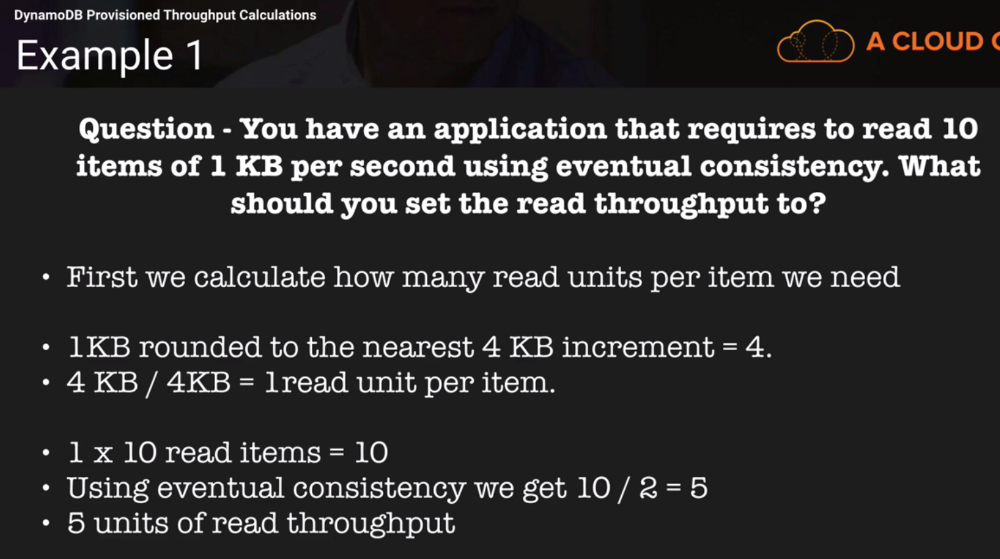 DynamoDB Provisioned Throughput Calculations
Example 1
A CLOUD
Question - You have an application that requires to read 10
items of 1 KB per second using eventual consistency. What
should you set the read throughput to?
• First we calculate how many read units per item we need
• 1KB rounded to the nearest 4 KB increment = 4.
• 4 KB / 4KB = 1read unit per item.
• 1 x 10 read items = 10
• Using eventual consistency we get 10 / 2 = 5
• 5 units of read throughput